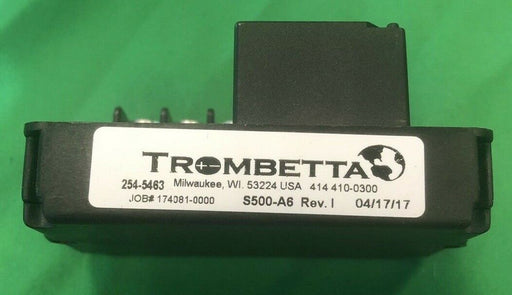 TROMBETTA
254-5463 Milwaukee, WI. 53224 USA 414 410-0300
JOB# 174081-0000 S500-A6 Rev. I 04/17/17